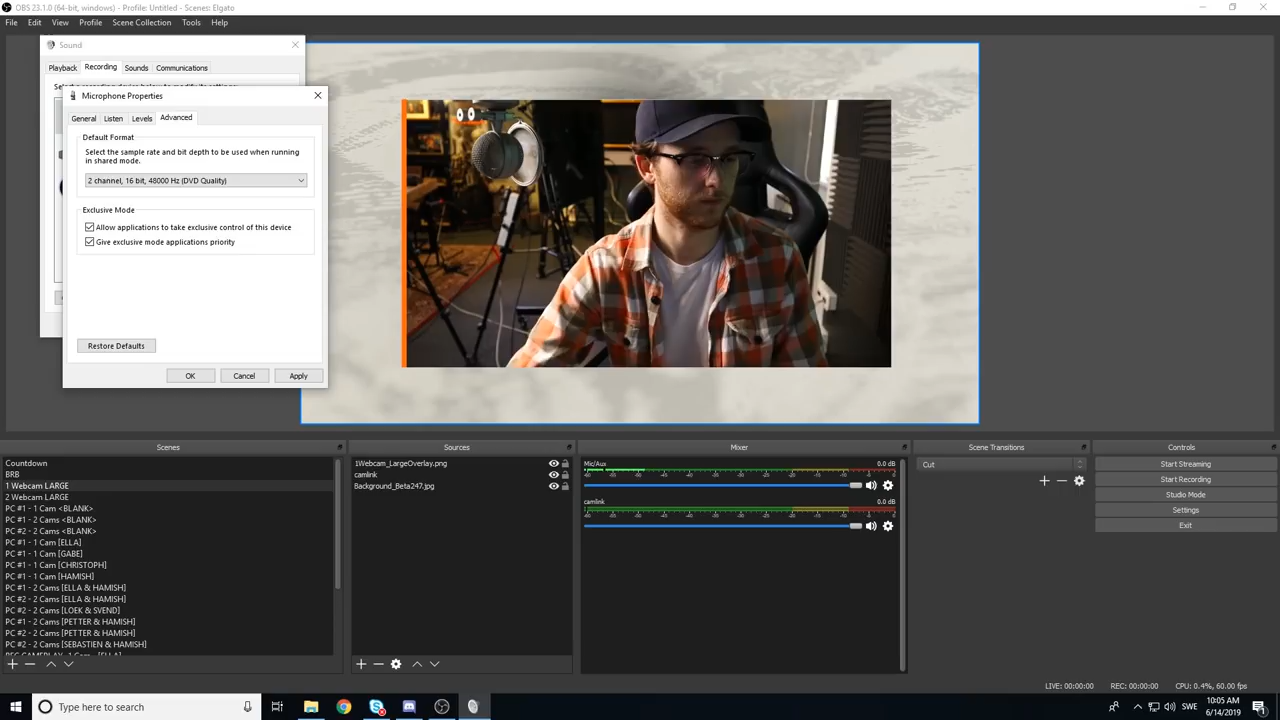 OBS 23.1.0 (64-bit, windows) - Profile: Untitled - Scenes: Elgato
File Edit View Profile Scene Collection Tools Help
Sound
Playback Recording Sounds Communications
Microphone Properties
General Listen Levels Advanced
Default Format
Select the sample rate and bit depth to be used when running
in shared mode.
2 channel, 16 bit, 48000 Hz (DVD Quality)
Exclusive Mode
Allow applications to take exclusive control of this device
Give exclusive mode applications priority
Restore Defaults
OK Cancel Apply
Scenes
Countdown
BRB
1 Webcam LARGE
2 Webcam LARGE
PC #1 - 1 Cam <BLANK>
PC #1 - 2 Cams <BLANK>
PC #2 - 2 Cams <BLANK>
PC #1 - 1 Cam [ELLA]
PC #1 - 1 Cam [GABE]
PC #1 - 1 Cam [CHRISTOPH]
PC #1 - 1 Cam [HAMISH]
PC #1 - 2 Cams [ELLA & HAMISH]
PC #2 - 2 Cams [ELLA & HAMISH]
PC #2 - 2 Cams [LOEK & SVEND]
PC #1 - 2 Cams [PETTER & HAMISH]
PC #2 - 2 Cams [PETTER & HAMISH]
PC #2 - 2 Cams [SEBASTIEN & HAMISH]
Sources
1Webcam_LargeOverlay.png
camlink
Background_Beta247.jpg
Mixer
Mic/Aux 0.0 dB
camlink 0.0 dB
Scene Transitions
Cut
Controls
Start Streaming
Start Recording
Studio Mode
Settings
Exit
LIVE: 00:00:00 REC: 00:00:00 CPU: 0.4%, 60.00 fps
Type here to search
SWE
10:05 AM
6/14/2019